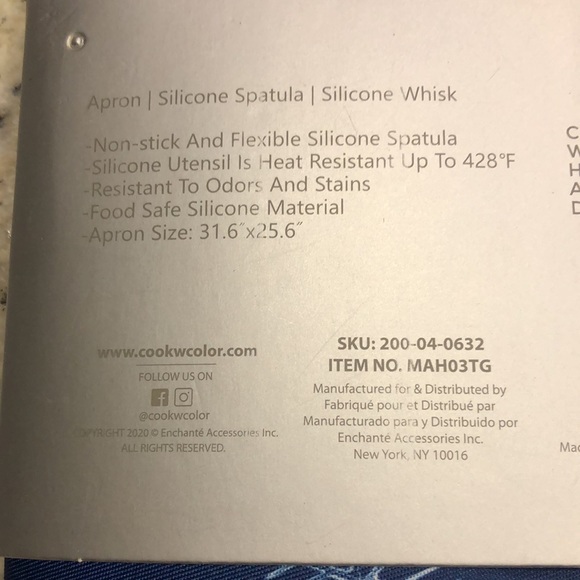 Apron | Silicone Spatula | Silicone Whisk
-Non-stick And Flexible Silicone Spatula
-Silicone Utensil Is Heat Resistant Up To 428°F
-Resistant To Odors And Stains
-Food Safe Silicone Material
-Apron Size: 31.6″x25.6″
C
W
H
A
D
www.cookwcolor.com
FOLLOW US ON
@cookwcolor
COPYRIGHT 2020 © Enchanté Accessories Inc.
ALL RIGHTS RESERVED.
SKU: 200-04-0632
ITEM NO. MAH03TG
Manufactured for & Distributed by
Fabriqué pour et Distribué par
Manufacturado para y Distribuido por
Enchanté Accessories Inc.
New York, NY 10016
Mad